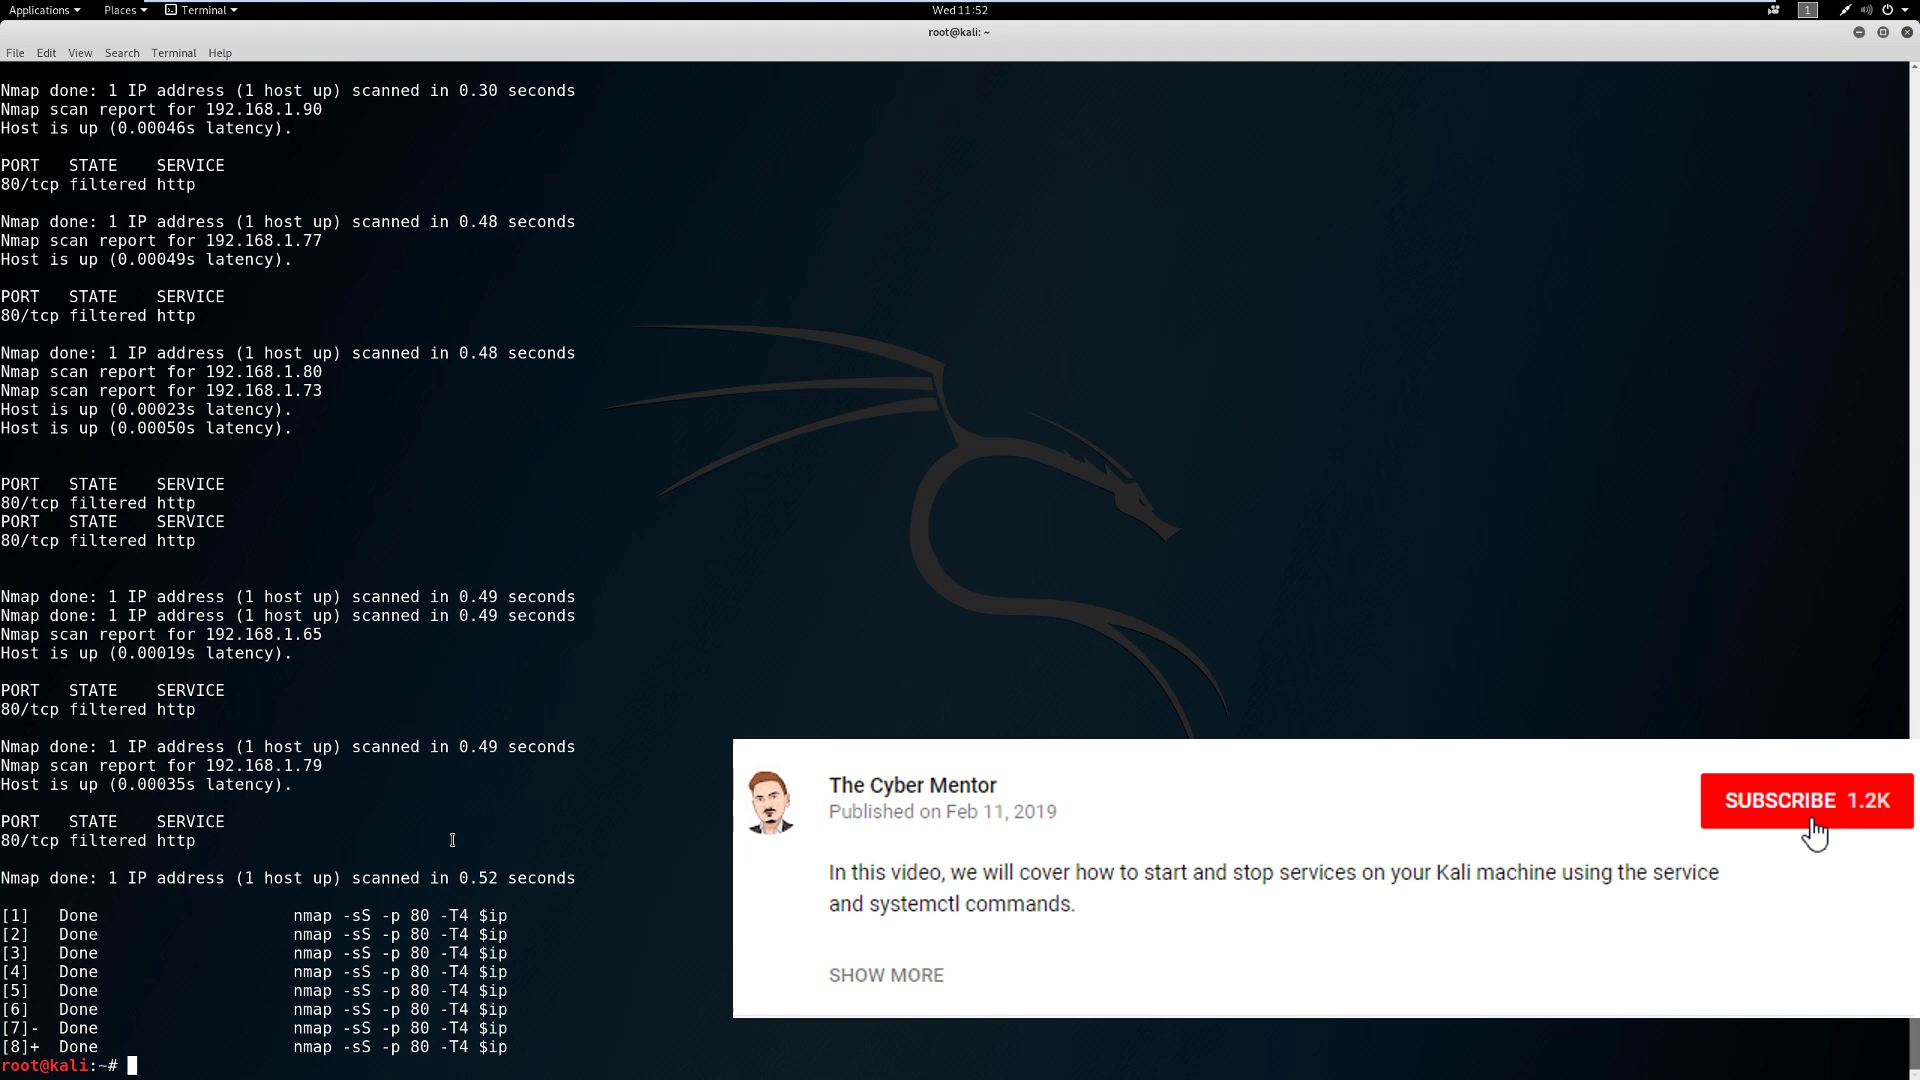 Applications Places Terminal Wed 11:52 1
root@kali: ~
File Edit View Search Terminal Help
Nmap done: 1 IP address (1 host up) scanned in 0.30 seconds
Nmap scan report for 192.168.1.90
Host is up (0.00046s latency).
PORT STATE SERVICE
80/tcp filtered http
Nmap done: 1 IP address (1 host up) scanned in 0.48 seconds
Nmap scan report for 192.168.1.77
Host is up (0.00049s latency).
PORT STATE SERVICE
80/tcp filtered http
Nmap done: 1 IP address (1 host up) scanned in 0.48 seconds
Nmap scan report for 192.168.1.80
Nmap scan report for 192.168.1.73
Host is up (0.00023s latency).
Host is up (0.00050s latency).
PORT STATE SERVICE
80/tcp filtered http
PORT STATE SERVICE
80/tcp filtered http
Nmap done: 1 IP address (1 host up) scanned in 0.49 seconds
Nmap done: 1 IP address (1 host up) scanned in 0.49 seconds
Nmap scan report for 192.168.1.65
Host is up (0.00019s latency).
PORT STATE SERVICE
80/tcp filtered http
Nmap done: 1 IP address (1 host up) scanned in 0.49 seconds
Nmap scan report for 192.168.1.79
Host is up (0.00035s latency).
PORT STATE SERVICE
80/tcp filtered http
Nmap done: 1 IP address (1 host up) scanned in 0.52 seconds
[1] Done nmap -sS -p 80 -T4 $ip
[2] Done nmap -sS -p 80 -T4 $ip
[3] Done nmap -sS -p 80 -T4 $ip
[4] Done nmap -sS -p 80 -T4 $ip
[5] Done nmap -sS -p 80 -T4 $ip
[6] Done nmap -sS -p 80 -T4 $ip
[7]- Done nmap -sS -p 80 -T4 $ip
[8]+ Done nmap -sS -p 80 -T4 $ip
root@kali:~#
The Cyber Mentor
Published on Feb 11, 2019
SUBSCRIBE 1.2K
In this video, we will cover how to start and stop services on your Kali machine using the service
and systemctl commands.
SHOW MORE